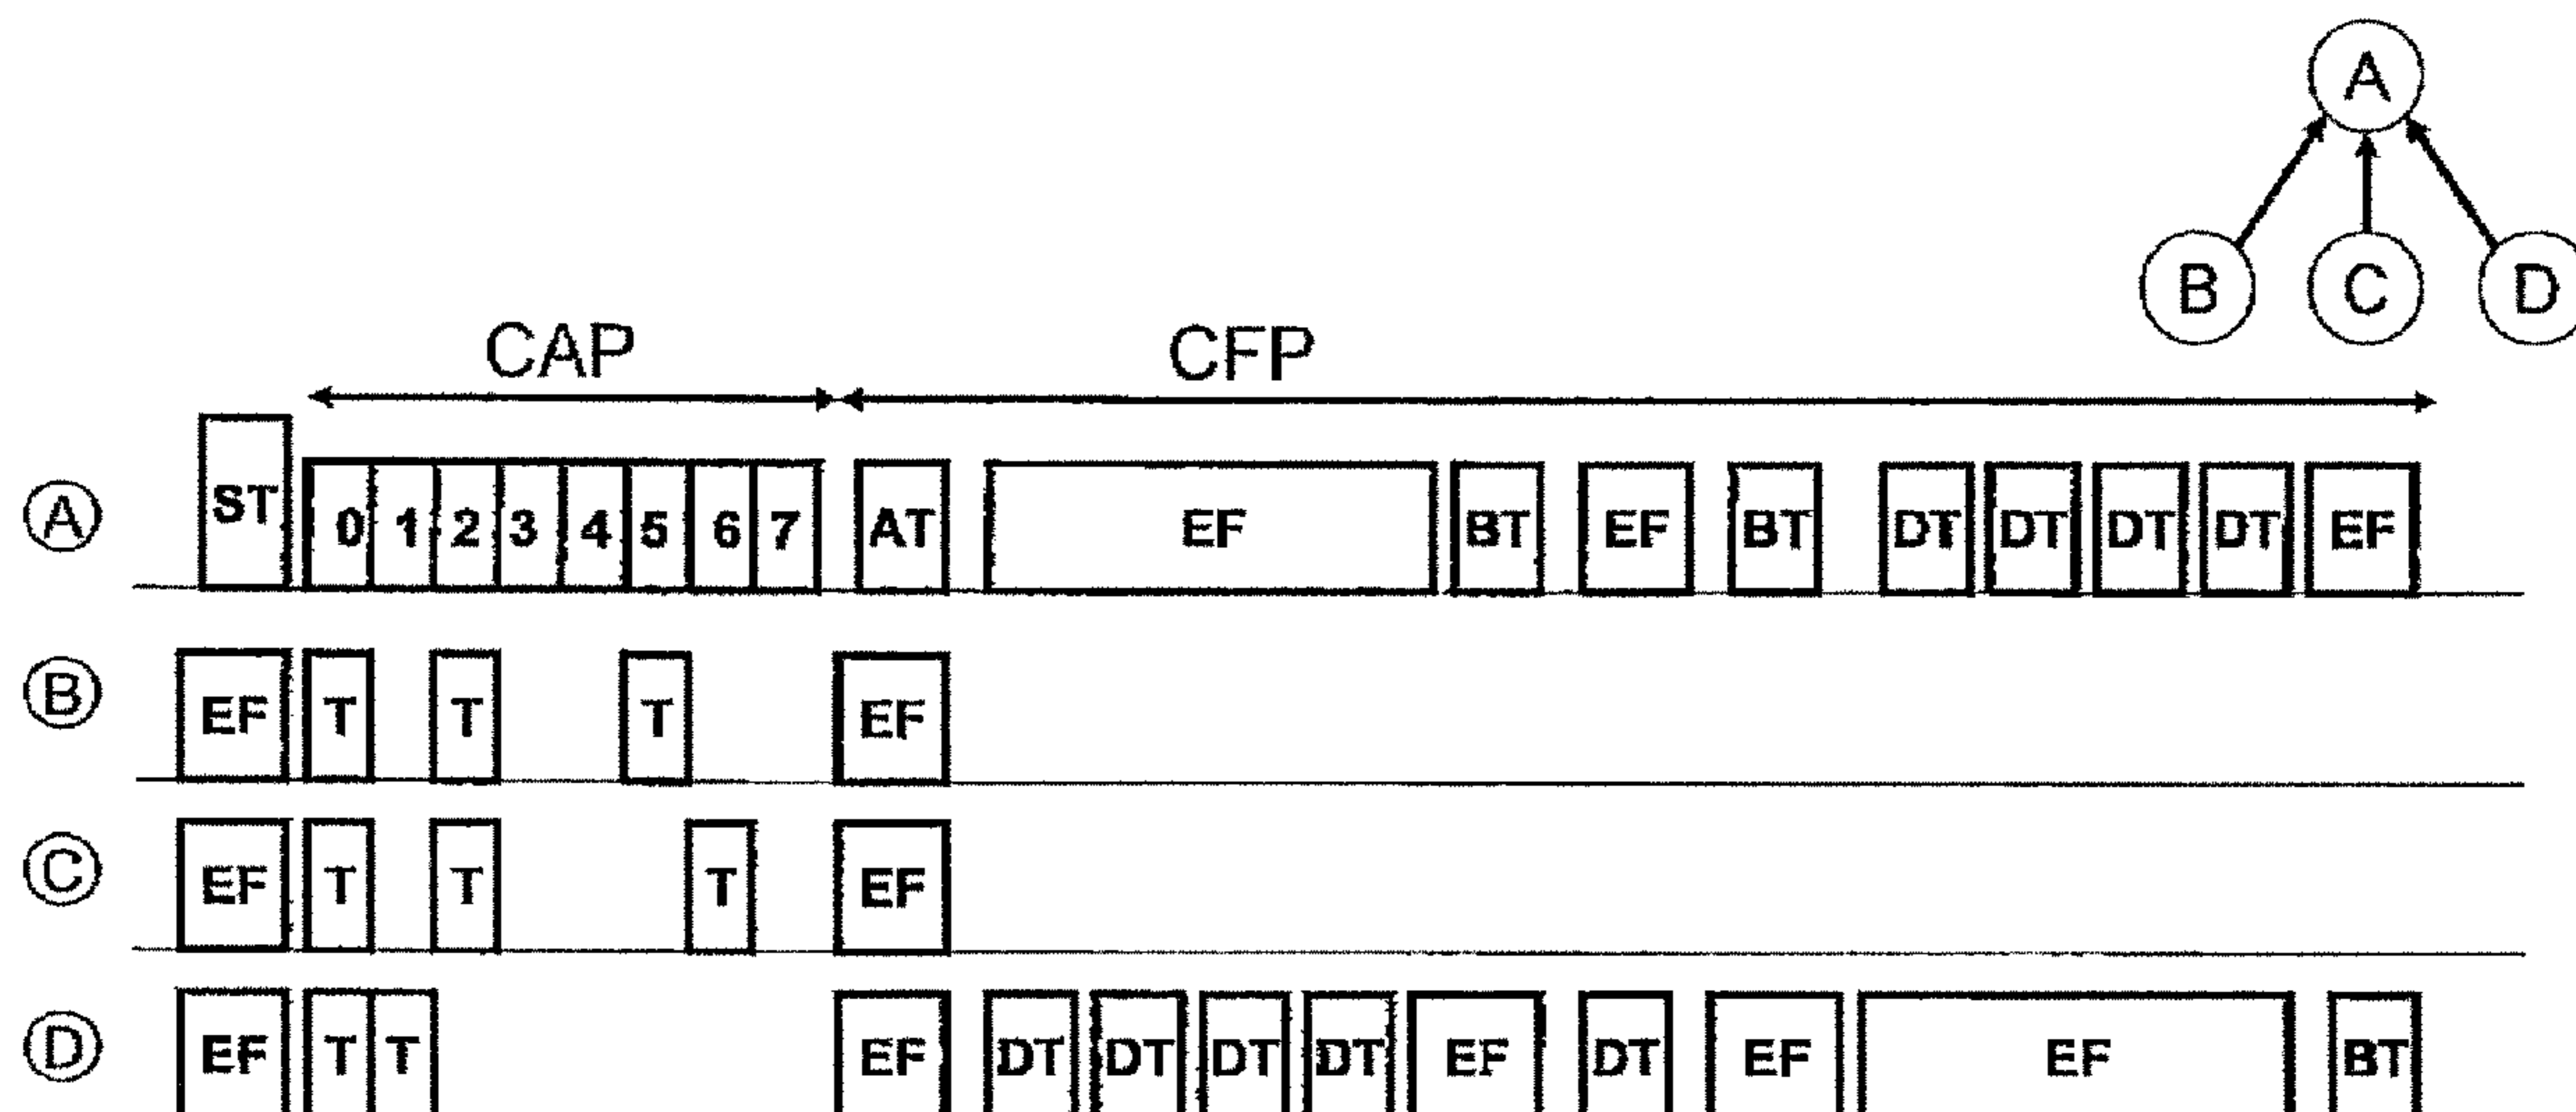 A
B C D
CAP CFP
A ST 0 1 2 3 4 5 6 7 AT EF BT EF BT DT DT DT DT EF
B EF T T T EF
C EF T T T EF
D EF T T EF DT DT DT DT EF DT EF EF BT